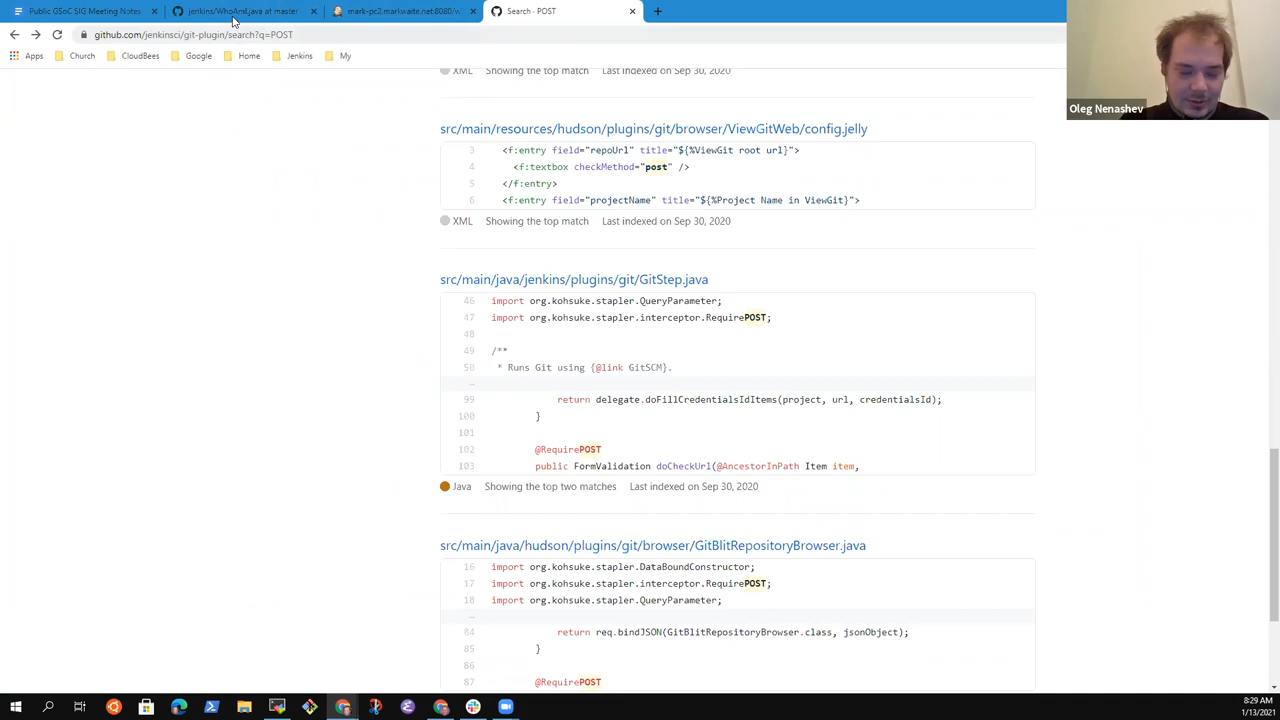 Public GSoC SIG Meeting Notes
jenkins/WhoAmI.java at master
mark-pc2.markwaite.net:8080/w
Search · POST
github.com/jenkinsci/git-plugin/search?q=POST
Apps
Church
CloudBees
Google
Home
Jenkins
My
Oleg Nenashev
XML Showing the top match Last indexed on Sep 30, 2020
src/main/resources/hudson/plugins/git/browser/ViewGitWeb/config.jelly
3 <f:entry field="repoUrl" title="${%ViewGit root url}">
4 <f:textbox checkMethod="post" />
5 </f:entry>
6 <f:entry field="projectName" title="${%Project Name in ViewGit}">
XML Showing the top match Last indexed on Sep 30, 2020
src/main/java/jenkins/plugins/git/GitStep.java
46 import org.kohsuke.stapler.QueryParameter;
47 import org.kohsuke.stapler.interceptor.RequirePOST;
48
49 /**
50 * Runs Git using {@link GitSCM}.
…
99 return delegate.doFillCredentialsIdItems(project, url, credentialsId);
100 }
101
102 @RequirePOST
103 public FormValidation doCheckUrl(@AncestorInPath Item item,
Java Showing the top two matches Last indexed on Sep 30, 2020
src/main/java/hudson/plugins/git/browser/GitBlitRepositoryBrowser.java
16 import org.kohsuke.stapler.DataBoundConstructor;
17 import org.kohsuke.stapler.interceptor.RequirePOST;
18 import org.kohsuke.stapler.QueryParameter;
…
84 return req.bindJSON(GitBlitRepositoryBrowser.class, jsonObject);
85 }
86
87 @RequirePOST
8:29 AM
1/13/2021